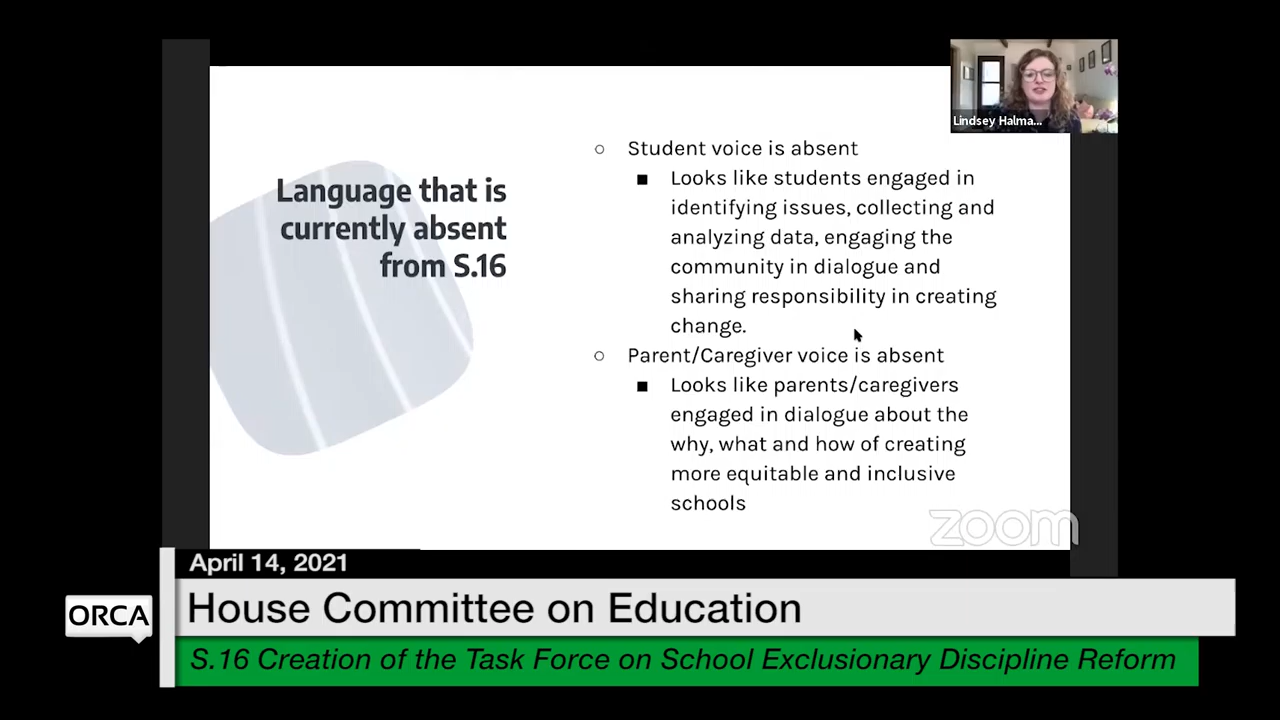 Lindsey Halma...
Language that is
currently absent
from S.16
○ Student voice is absent
■ Looks like students engaged in
identifying issues, collecting and
analyzing data, engaging the
community in dialogue and
sharing responsibility in creating
change.
○ Parent/Caregiver voice is absent
■ Looks like parents/caregivers
engaged in dialogue about the
why, what and how of creating
more equitable and inclusive
schools
zoom
April 14, 2021
ORCA
House Committee on Education
S.16 Creation of the Task Force on School Exclusionary Discipline Reform